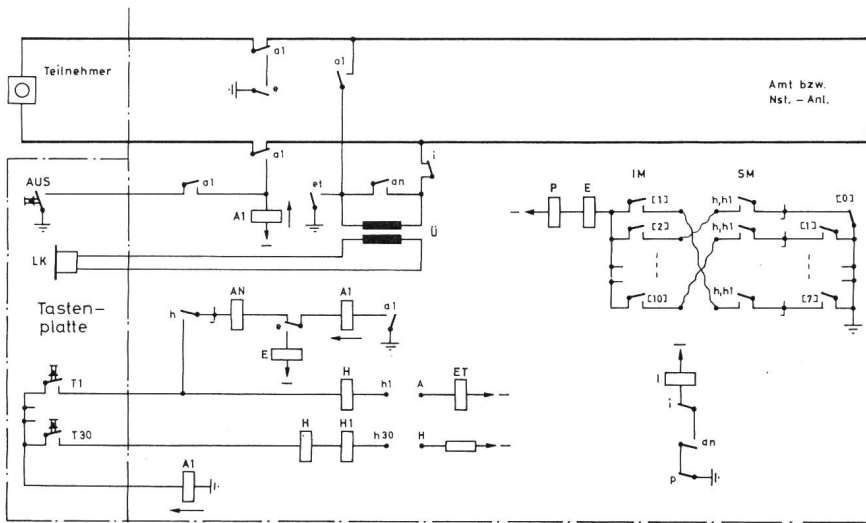 a1
Teilnehmer
a1
e
Amt bzw.
Nst. – Anl.
a1
i
IM
SM
AUS
a1
et
an
P
E
[1]
h,h1
[0]
A1
[2]
h,h1
[1]
Ü
LK
h
AN
A1
a1
[10]
h,h1
[7]
Tasten-
platte
e
E
T1
H
h1
A
ET
I
i
T30
H
H1
h30
H
an
A1
p